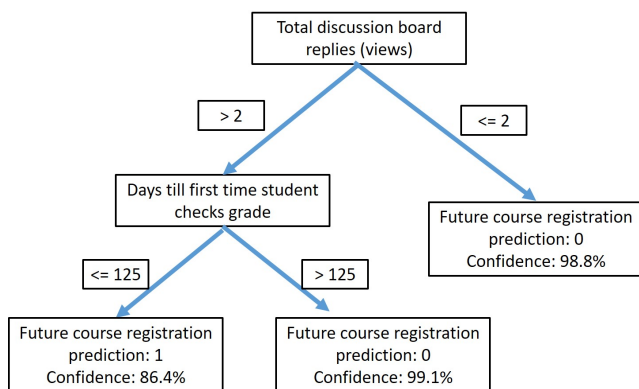 Total discussion board
replies (views)
> 2
<= 2
Days till first time student
checks grade
Future course registration
prediction: 0
Confidence: 98.8%
<= 125
> 125
Future course registration
prediction: 1
Confidence: 86.4%
Future course registration
prediction: 0
Confidence: 99.1%